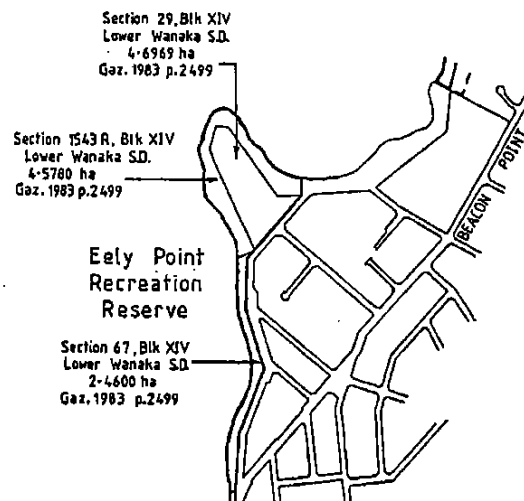 Section 29, Blk XIV
Lower Wanaka S.D.
4·6969 ha
Gaz. 1983 p.2499
Section 1543 R, Blk XIV
Lower Wanaka S.D.
4·5780 ha
Gaz. 1983 p.2499
Eely Point
Recreation
Reserve
Section 67, Blk XIV
Lower Wanaka S.D.
2·4600 ha
Gaz. 1983 p.2499
BEACON POINT